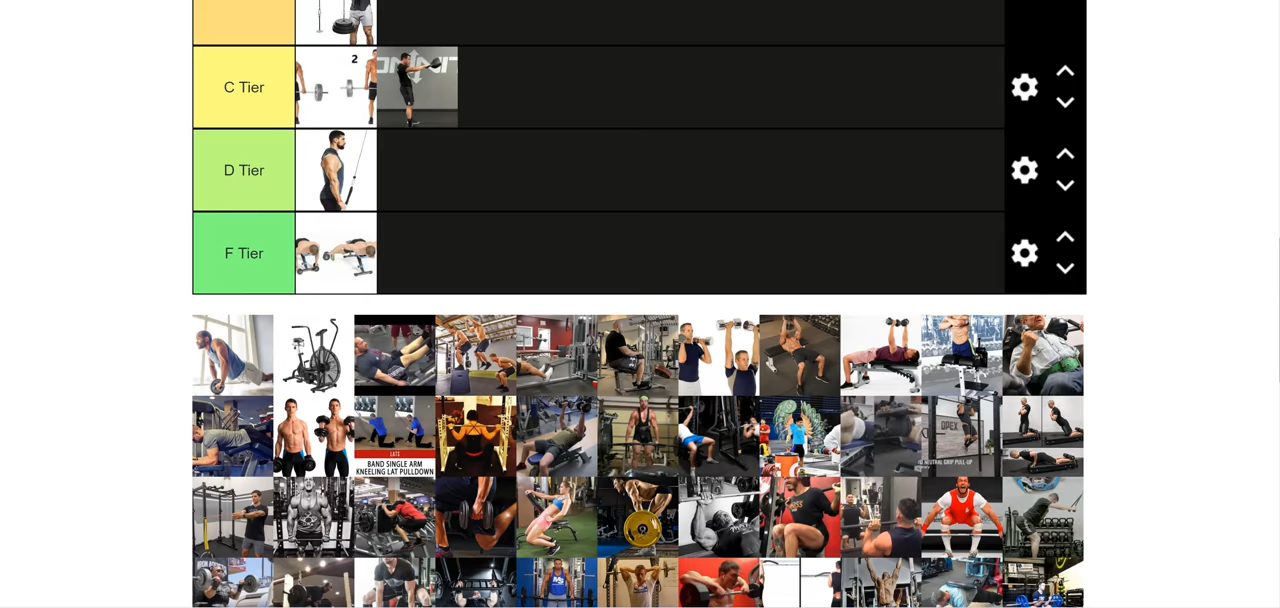 2
C Tier
D Tier
F Tier
LATS
BAND SINGLE ARM
KNEELING LAT PULLDOWN
OPEX
NEUTRAL GRIP PULL-UP